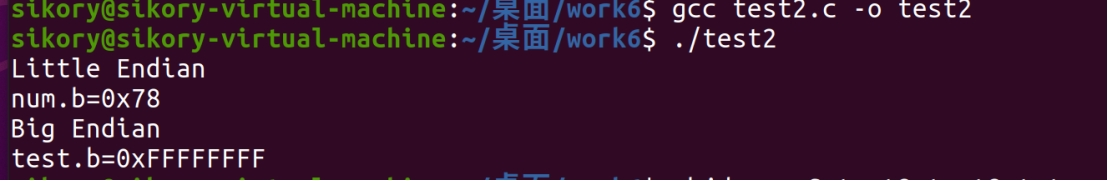 sikory@sikory-virtual-machine:~/桌面/work6$ gcc test2.c -o test2
sikory@sikory-virtual-machine:~/桌面/work6$ ./test2
Little Endian
num.b=0x78
Big Endian
test.b=0xFFFFFFFF